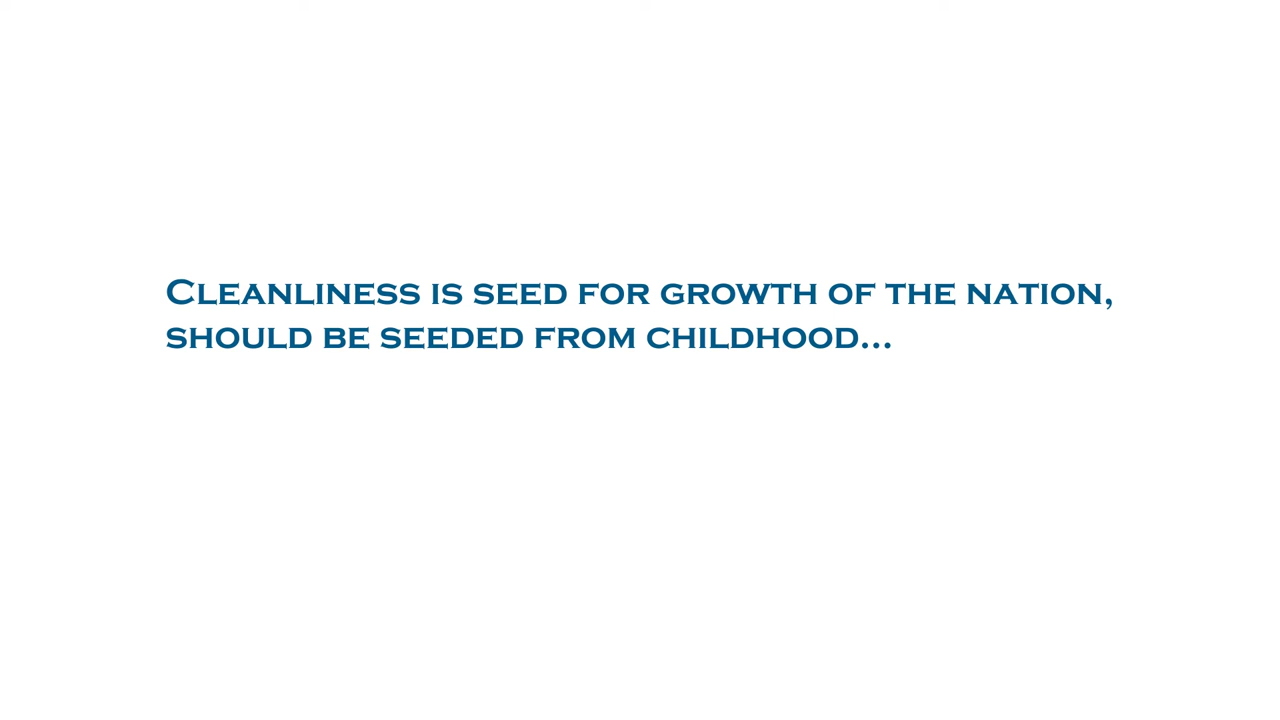 Cleanliness is seed for growth of the nation,
should be seeded from childhood...